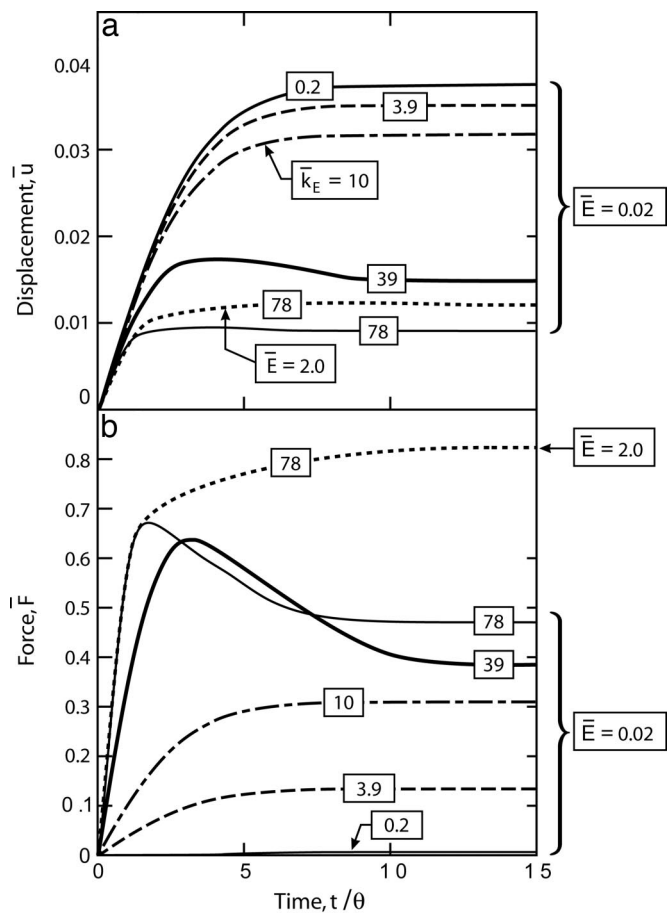 a
0.04
0.03
0.02
0.01
0
Displacement, u̅
0.2
3.9
k̅_E = 10
39
78
78
E̅ = 2.0
E̅ = 0.02
b
0.8
0.7
0.6
0.5
0.4
0.3
0.2
0.1
0
Force, F̅
78
E̅ = 2.0
78
39
10
3.9
0.2
E̅ = 0.02
0 5 10 15
Time, t/θ